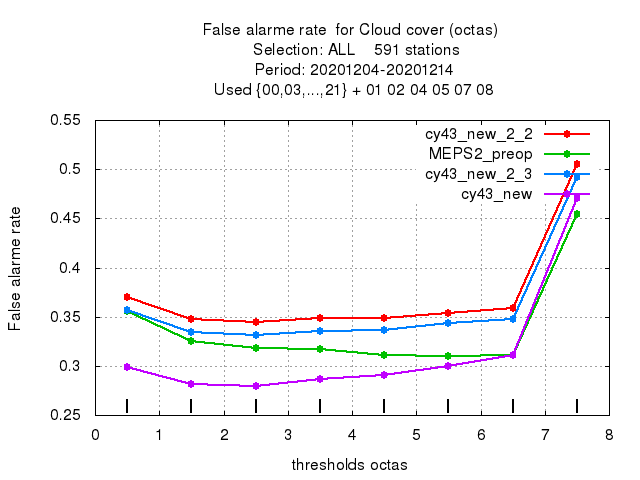 False alarme rate  for Cloud cover (octas)
Selection: ALL    591 stations
Period: 20201204-20201214
Used {00,03,...,21} + 01 02 04 05 07 08
0.55
0.5
0.45
0.4
0.35
0.3
0.25
False alarme rate
cy43_new_2_2
MEPS2_preop
cy43_new_2_3
cy43_new
0 1 2 3 4 5 6 7 8
thresholds octas